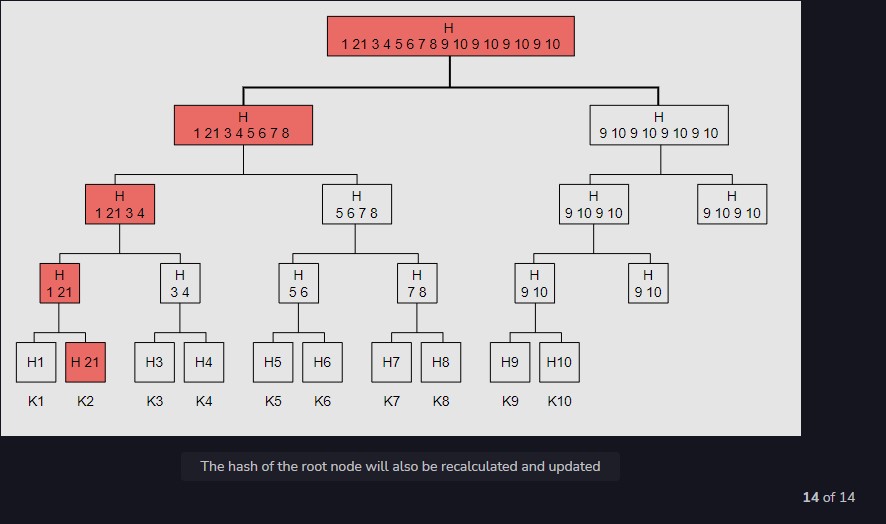 H
1 21 3 4 5 6 7 8 9 10 9 10 9 10 9 10
H
1 21 3 4 5 6 7 8
H
9 10 9 10 9 10 9 10
H
1 21 3 4
H
5 6 7 8
H
9 10 9 10
H
9 10 9 10
H
1 21
H
3 4
H
5 6
H
7 8
H
9 10
H
9 10
H1
H 21
H3
H4
H5
H6
H7
H8
H9
H10
K1
K2
K3
K4
K5
K6
K7
K8
K9
K10
The hash of the root node will also be recalculated and updated
14 of 14